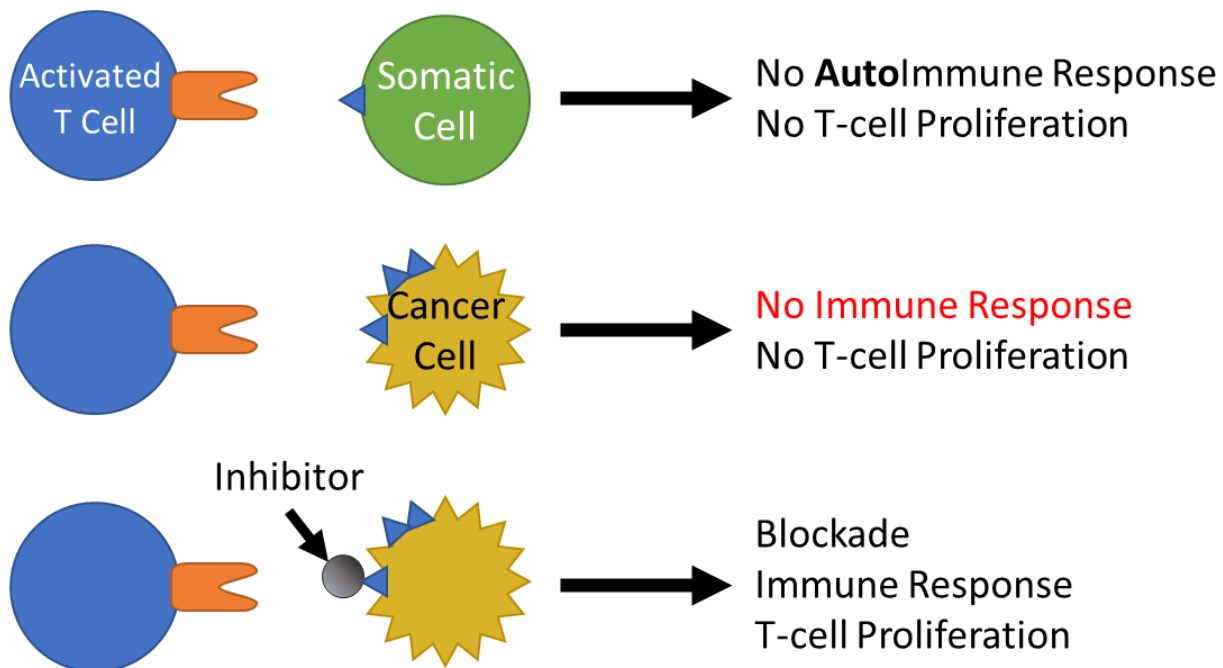 Activated
T Cell
Somatic
Cell
No AutoImmune Response
No T-cell Proliferation
Cancer
Cell
No Immune Response
No T-cell Proliferation
Inhibitor
Blockade
Immune Response
T-cell Proliferation